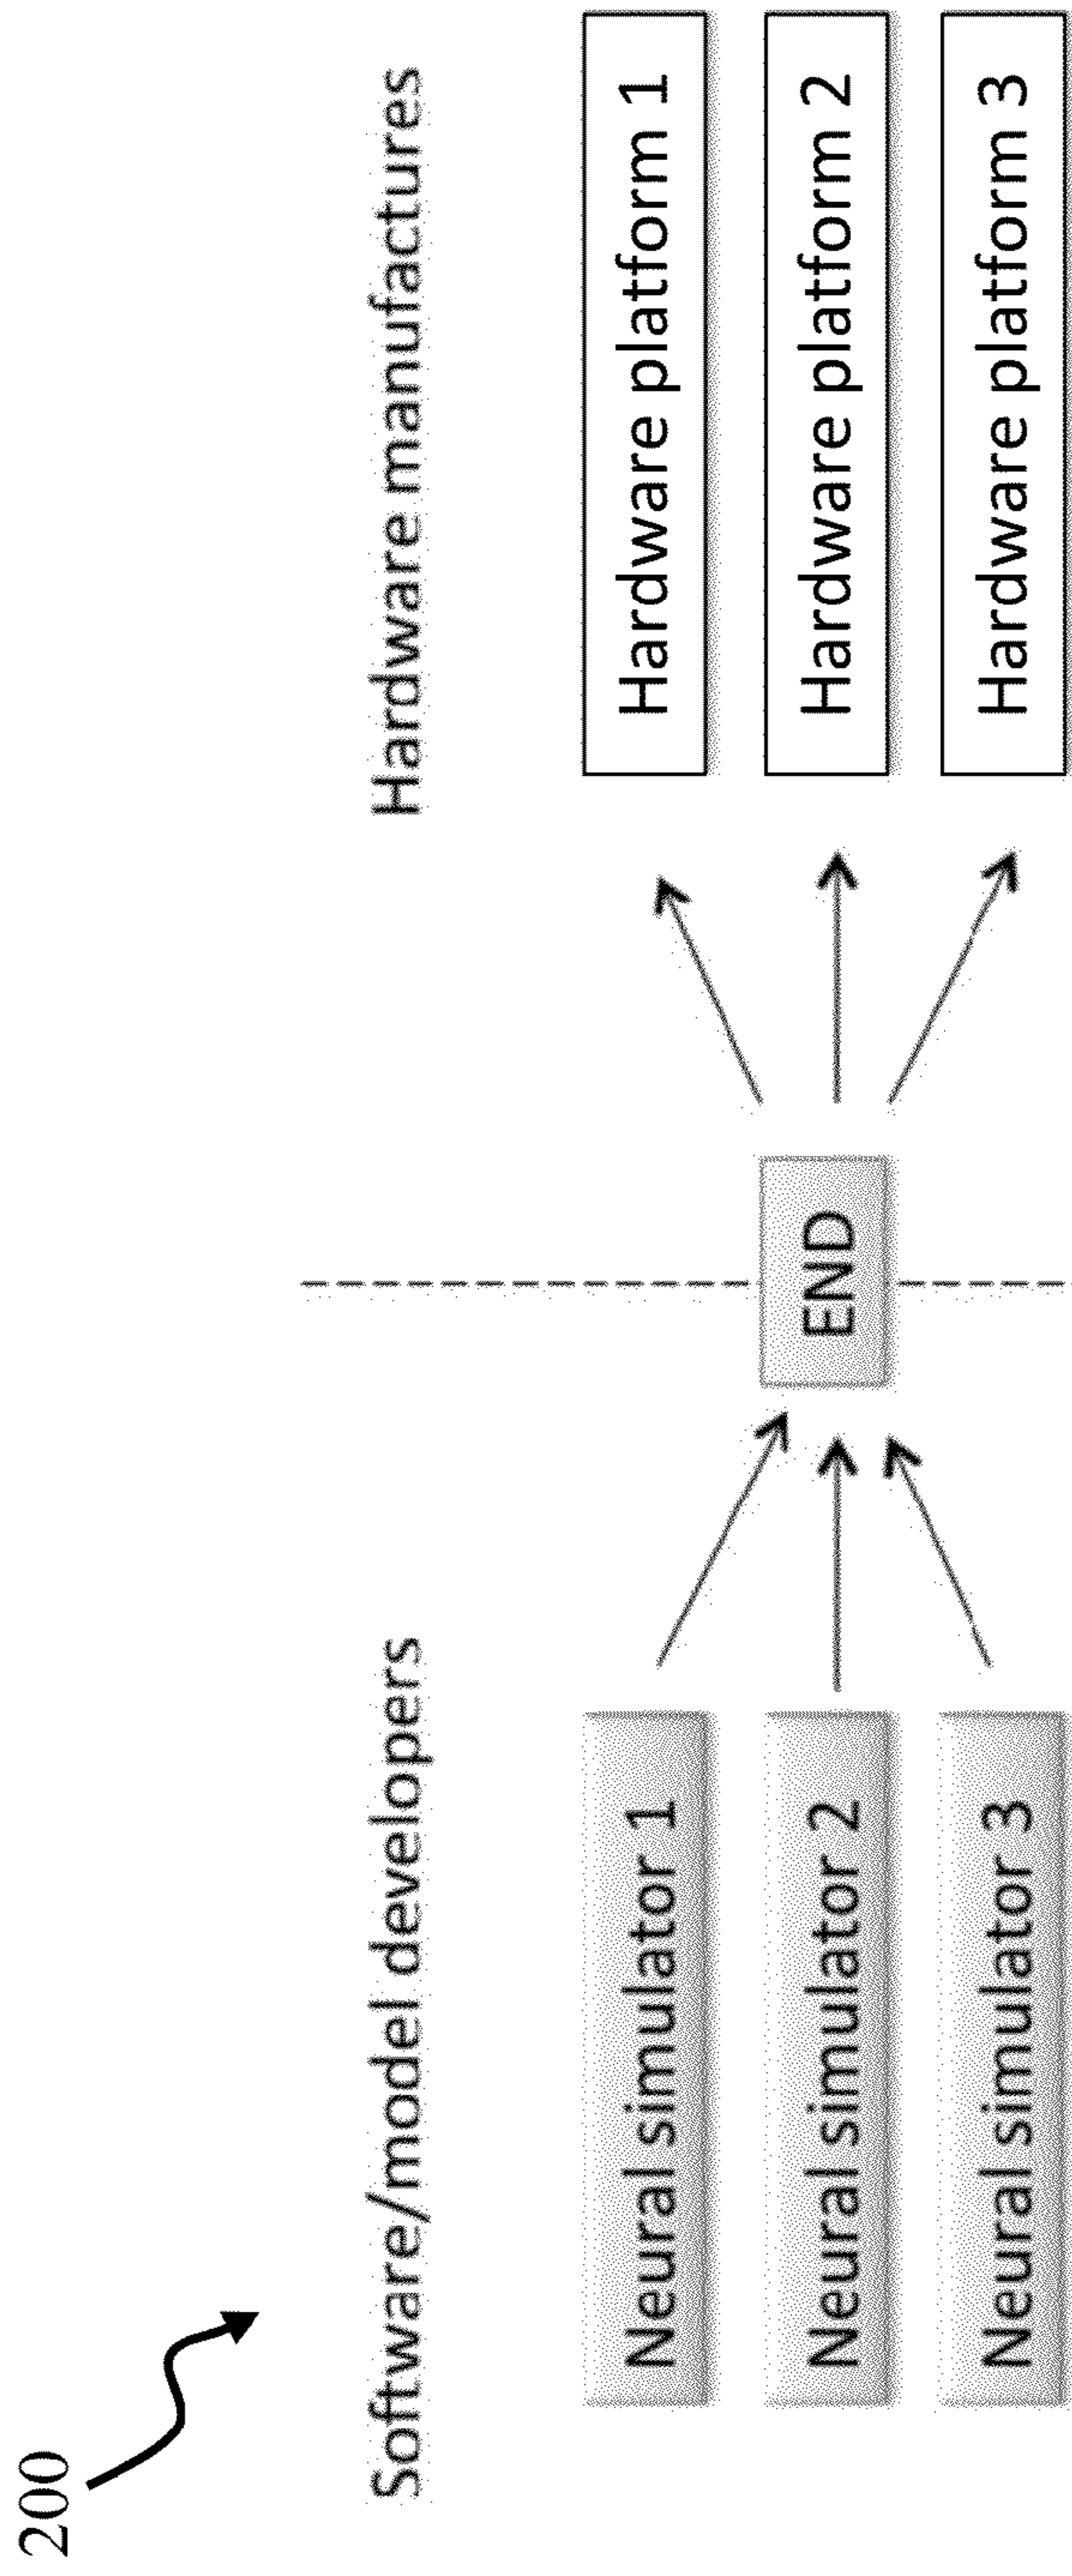 200
Software/model developers
Hardware manufactures
Neural simulator 1
Neural simulator 2
Neural simulator 3
END
Hardware platform 1
Hardware platform 2
Hardware platform 3